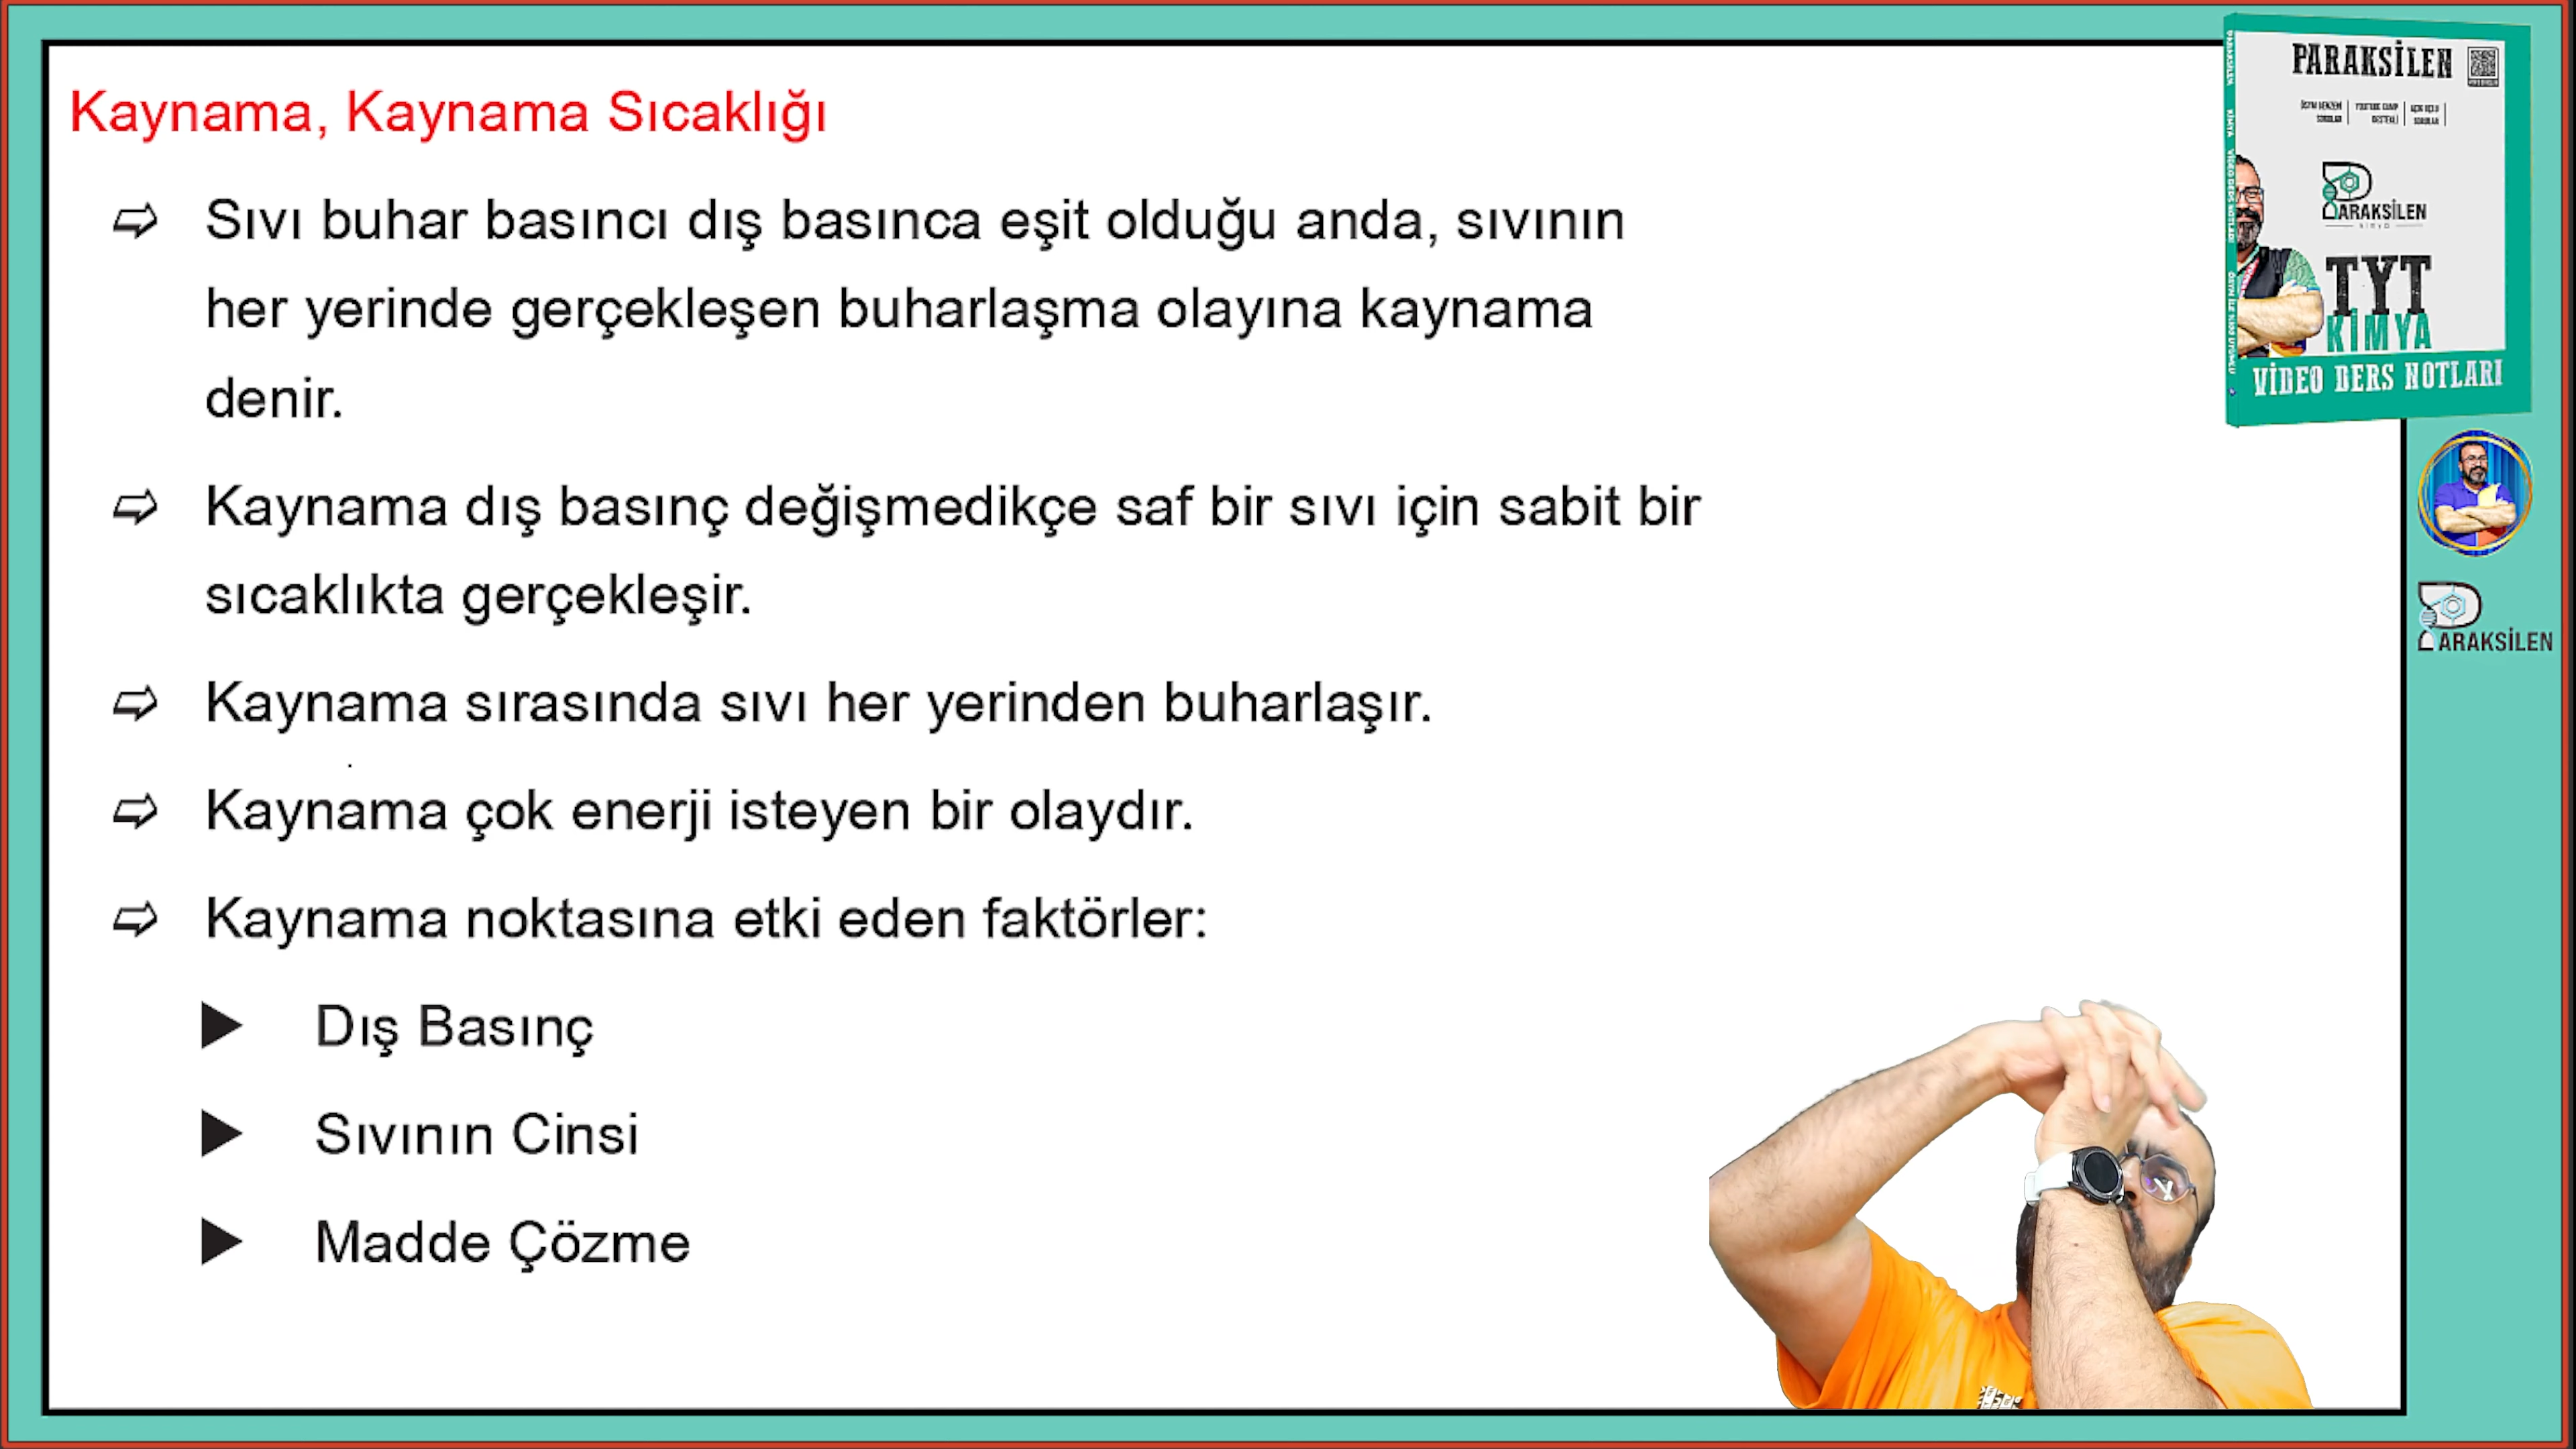 Kaynama, Kaynama Sıcaklığı
Sıvı buhar basıncı dış basınca eşit olduğu anda, sıvının
her yerinde gerçekleşen buharlaşma olayına kaynama
denir.
Kaynama dış basınç değişmedikçe saf bir sıvı için sabit bir
sıcaklıkta gerçekleşir.
Kaynama sırasında sıvı her yerinden buharlaşır.
Kaynama çok enerji isteyen bir olaydır.
Kaynama noktasına etki eden faktörler:
Dış Basınç
Sıvının Cinsi
Madde Çözme
PARAKSİLEN
ARAKSİLEN
TYT
KİMYA
VİDEO DERS NOTLARI
ARAKSİLEN